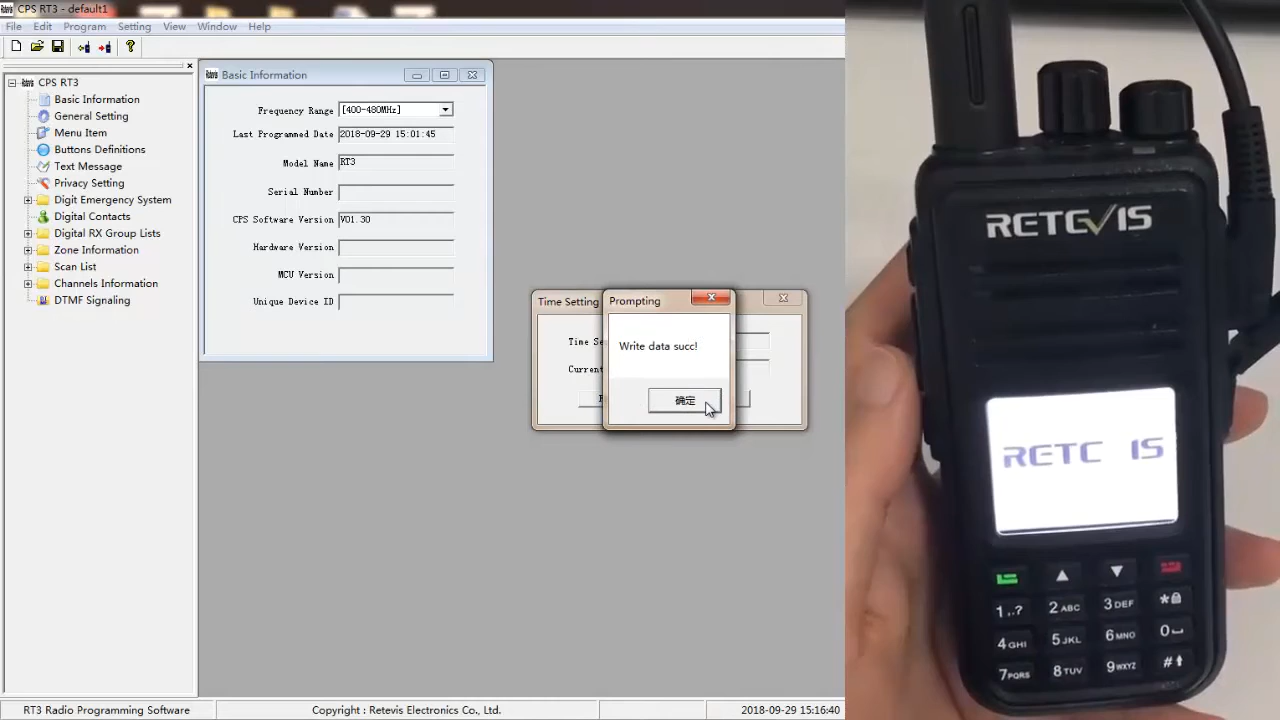 CPS RT3 - default1
File Edit Program Setting View Window Help
CPS RT3
Basic Information
General Setting
Menu Item
Buttons Definitions
Text Message
Privacy Setting
Digit Emergency System
Digital Contacts
Digital RX Group Lists
Zone Information
Scan List
Channels Information
DTMF Signaling
Basic Information
Frequency Range [400-480MHz]
Last Programmed Date 2018-09-29 15:01:45
Model Name RT3
Serial Number
CPS Software Version V01.30
Hardware Version
MCU Version
Unique Device ID
Time Setting
Current
Prompting
Write data succ!
确定
RT3 Radio Programming Software
Copyright : Retevis Electronics Co., Ltd.
2018-09-29 15:16:40
RETEVIS
RETC IS
1,.? 2ABC 3DEF *
4GHI 5JKL 6MNO 0
7PQRS 8TUV 9WXYZ #